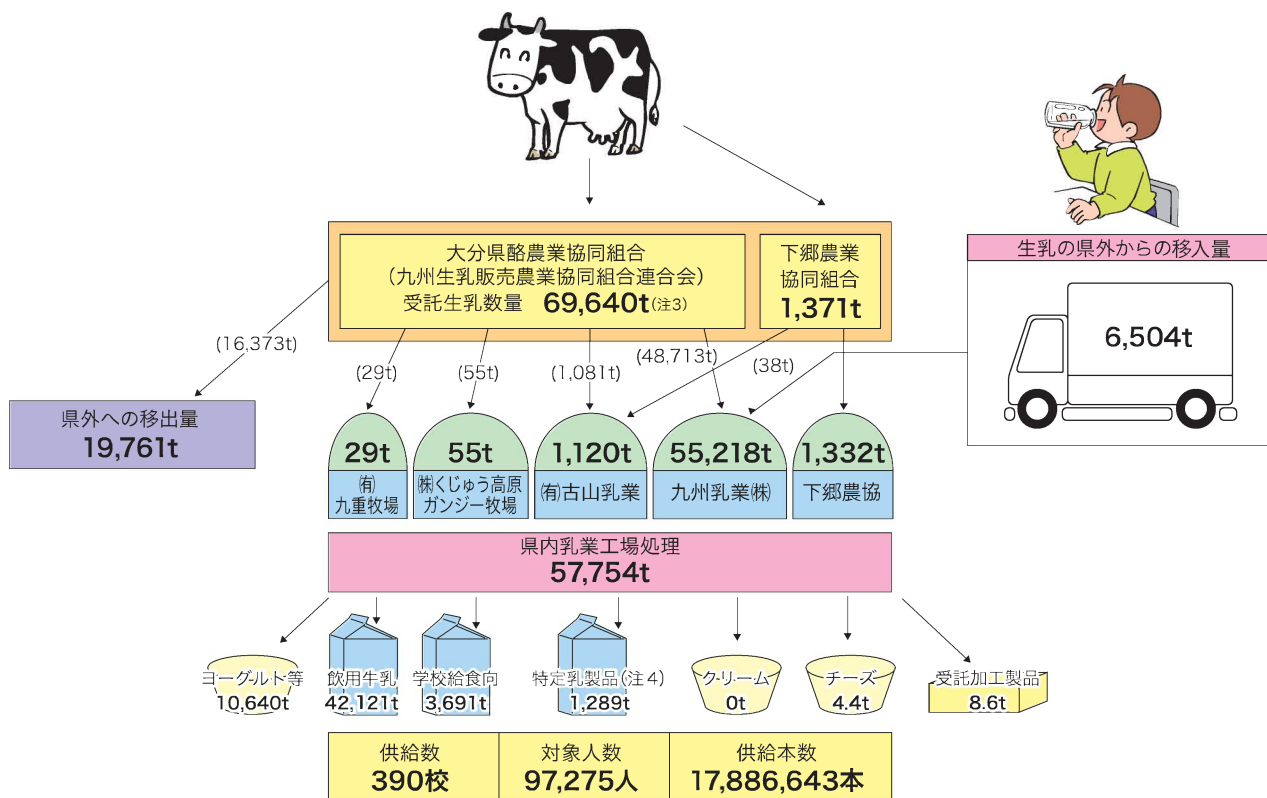 大分県酪農業協同組合
（九州生乳販売農業協同組合連合会）
受託生乳数量 69,640t(注3)
下郷農業
協同組合
1,371t
生乳の県外からの移入量
6,504t
(16,373t)
(29t)
(55t)
(1,081t)
(48,713t)
(38t)
県外への移出量
19,761t
29t
㈲
九重牧場
55t
㈱くじゅう高原
ガンジー牧場
1,120t
㈲古山乳業
55,218t
九州乳業㈱
1,332t
下郷農協
県内乳業工場処理
57,754t
ヨーグルト等
10,640t
飲用牛乳
42,121t
学校給食向
3,691t
特定乳製品(注4)
1,289t
クリーム
0t
チーズ
4.4t
受託加工製品
8.6t
供給数
390校
対象人数
97,275人
供給本数
17,886,643本